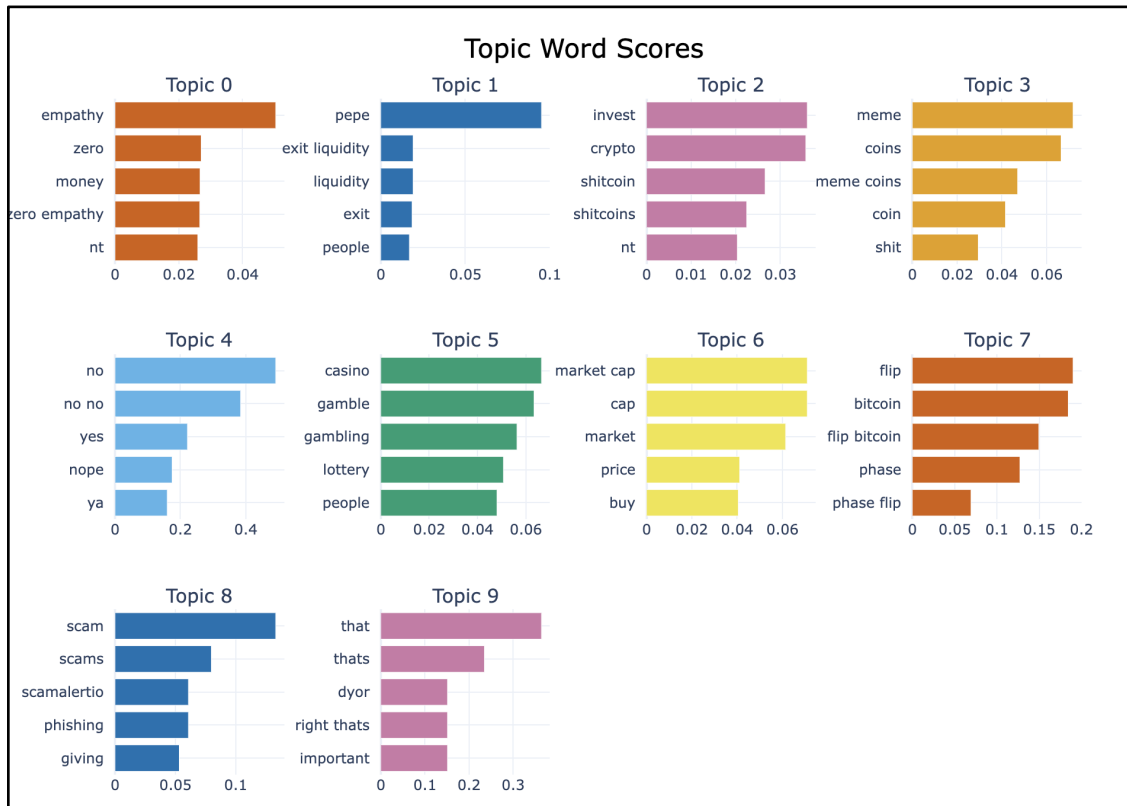 Topic Word Scores
Topic 0
empathy
zero
money
zero empathy
nt
0 0.02 0.04
Topic 1
pepe
exit liquidity
liquidity
exit
people
0 0.05 0.1
Topic 2
invest
crypto
shitcoin
shitcoins
nt
0 0.01 0.02 0.03
Topic 3
meme
coins
meme coins
coin
shit
0 0.02 0.04 0.06
Topic 4
no
no no
yes
nope
ya
0 0.2 0.4
Topic 5
casino
gamble
gambling
lottery
people
0 0.02 0.04 0.06
Topic 6
market cap
cap
market
price
buy
0 0.02 0.04 0.06
Topic 7
flip
bitcoin
flip bitcoin
phase
phase flip
0 0.05 0.1 0.15 0.2
Topic 8
scam
scams
scamalertio
phishing
giving
0 0.05 0.1
Topic 9
that
thats
dyor
right thats
important
0 0.1 0.2 0.3